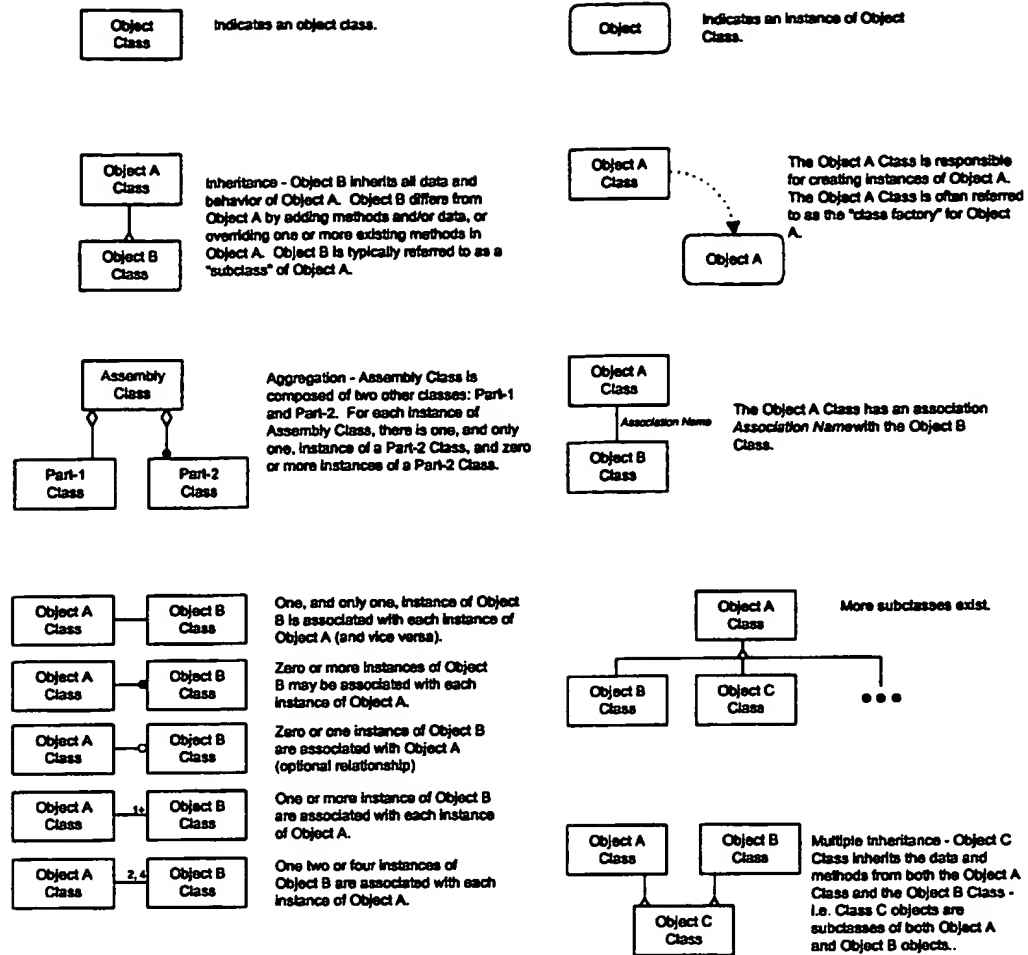 Object
Class
Indicates an object class.
Object
Indicates an instance of Object
Class.
Object A
Class
Object B
Class
Inheritance - Object B inherits all data and
behavior of Object A. Object B differs from
Object A by adding methods and/or data, or
overriding one or more existing methods in
Object A. Object B is typically referred to as a
"subclass" of Object A.
Object A
Class
Object A
The Object A Class is responsible
for creating instances of Object A.
The Object A Class is often referred
to as the "class factory" for Object
A.
Assembly
Class
Part-1
Class
Part-2
Class
Aggregation - Assembly Class is
composed of two other classes: Part-1
and Part-2. For each instance of
Assembly Class, there is one, and only
one, instance of a Part-2 Class, and zero
or more instances of a Part-2 Class.
Object A
Class
Association Name
Object B
Class
The Object A Class has an association
Association Namewith the Object B
Class.
Object A
Class
Object B
Class
One, and only one, instance of Object
B is associated with each instance of
Object A (and vice versa).
Object A
Class
Object B
Class
Zero or more instances of Object
B may be associated with each
instance of Object A.
Object A
Class
Object B
Class
Zero or one instance of Object B
are associated with Object A
(optional relationship)
Object A
Class
1+
Object B
Class
One or more instance of Object B
are associated with each instance
of Object A.
Object A
Class
2, 4
Object B
Class
One two or four instances of
Object B are associated with each
instance of Object A.
Object A
Class
Object B
Class
Object C
Class
More subclasses exist.
Object A
Class
Object B
Class
Object C
Class
Multiple Inheritance - Object C
Class inherits the data and
methods from both the Object A
Class and the Object B Class -
i.e. Class C objects are
subclasses of both Object A
and Object B objects..